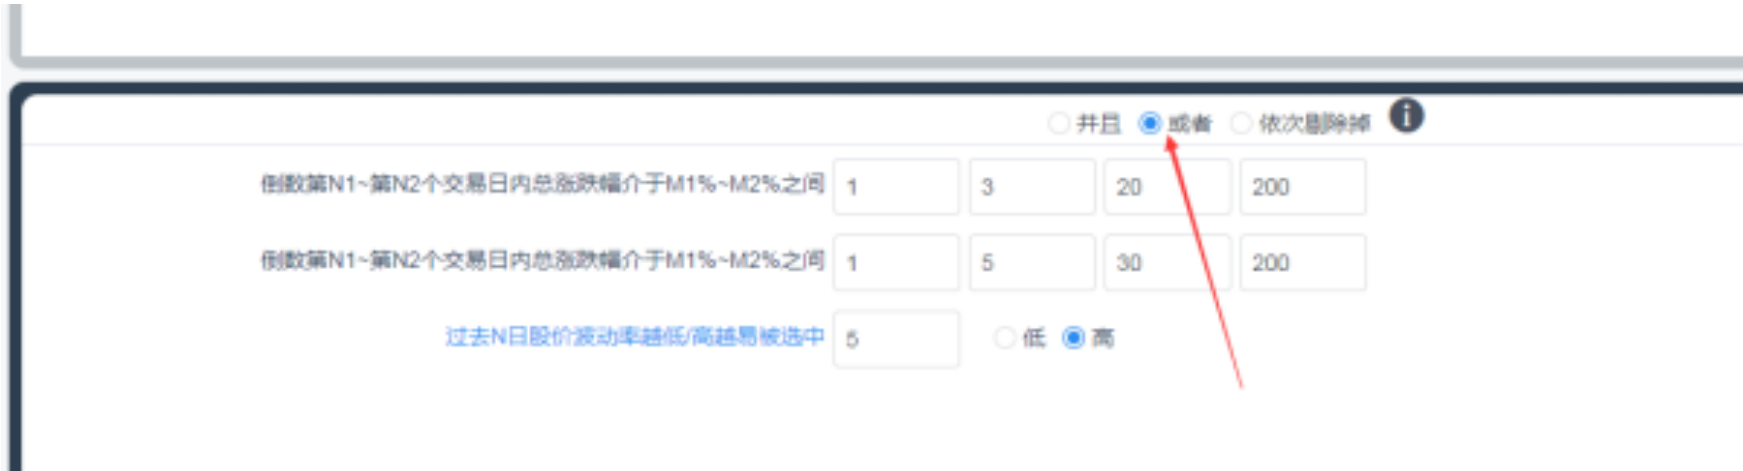 并且 或者 依次剔除掉 i
倒数第N1~第N2个交易日内总涨跌幅介于M1%~M2%之间 1 3 20 200
倒数第N1~第N2个交易日内总涨跌幅介于M1%~M2%之间 1 5 30 200
过去N日股价波动率越低/高越易被选中 5 低 高